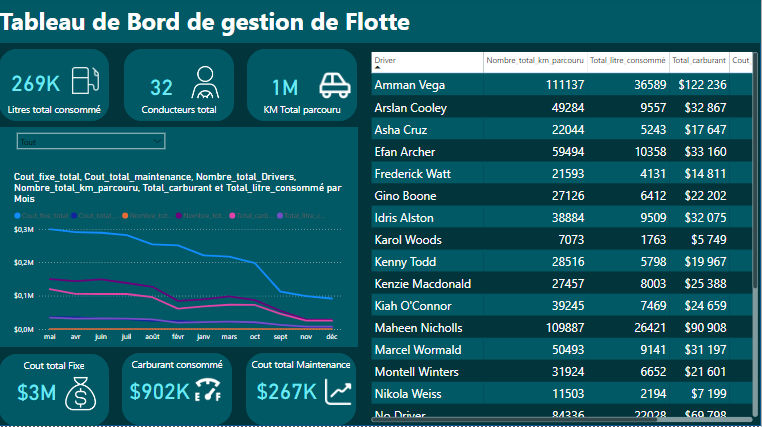 Tableau de Bord de gestion de Flotte
269K
Litres total consommé
32
Conducteurs total
1M
KM Total parcouru
Tout
Cout_fixe_total, Cout_total_maintenance, Nombre_total_Drivers,
Nombre_total_km_parcouru, Total_carburant et Total_litre_consommé par
Mois
Cout_fixe_total Cout_total_... Nombre_tot... Nombre_tot... Total_carb... Total_litre_c...
$0,3M
$0,2M
$0,1M
$0,0M
mai avr juin juil août févr janv mars oct sept nov déc
Cout total Fixe
$3M
Carburant consommé
$902K
Cout total Maintenance
$267K
Driver Nombre_total_km_parcouru Total_litre_consommé Total_carburant Cout
Amman Vega 111137 36589 $122 236
Arslan Cooley 49284 9557 $32 867
Asha Cruz 22044 5243 $17 647
Efan Archer 59494 10358 $33 160
Frederick Watt 21593 4131 $14 811
Gino Boone 27126 6412 $22 202
Idris Alston 38884 9509 $32 075
Karol Woods 7073 1763 $5 749
Kenny Todd 28516 5798 $19 967
Kenzie Macdonald 27457 8003 $25 388
Kiah O'Connor 39245 7469 $24 659
Maheen Nicholls 109887 26421 $90 908
Marcel Wormald 50493 9141 $31 197
Montell Winters 31924 6652 $21 601
Nikola Weiss 11503 2194 $7 199
No Driver 84336 22028 $69 798